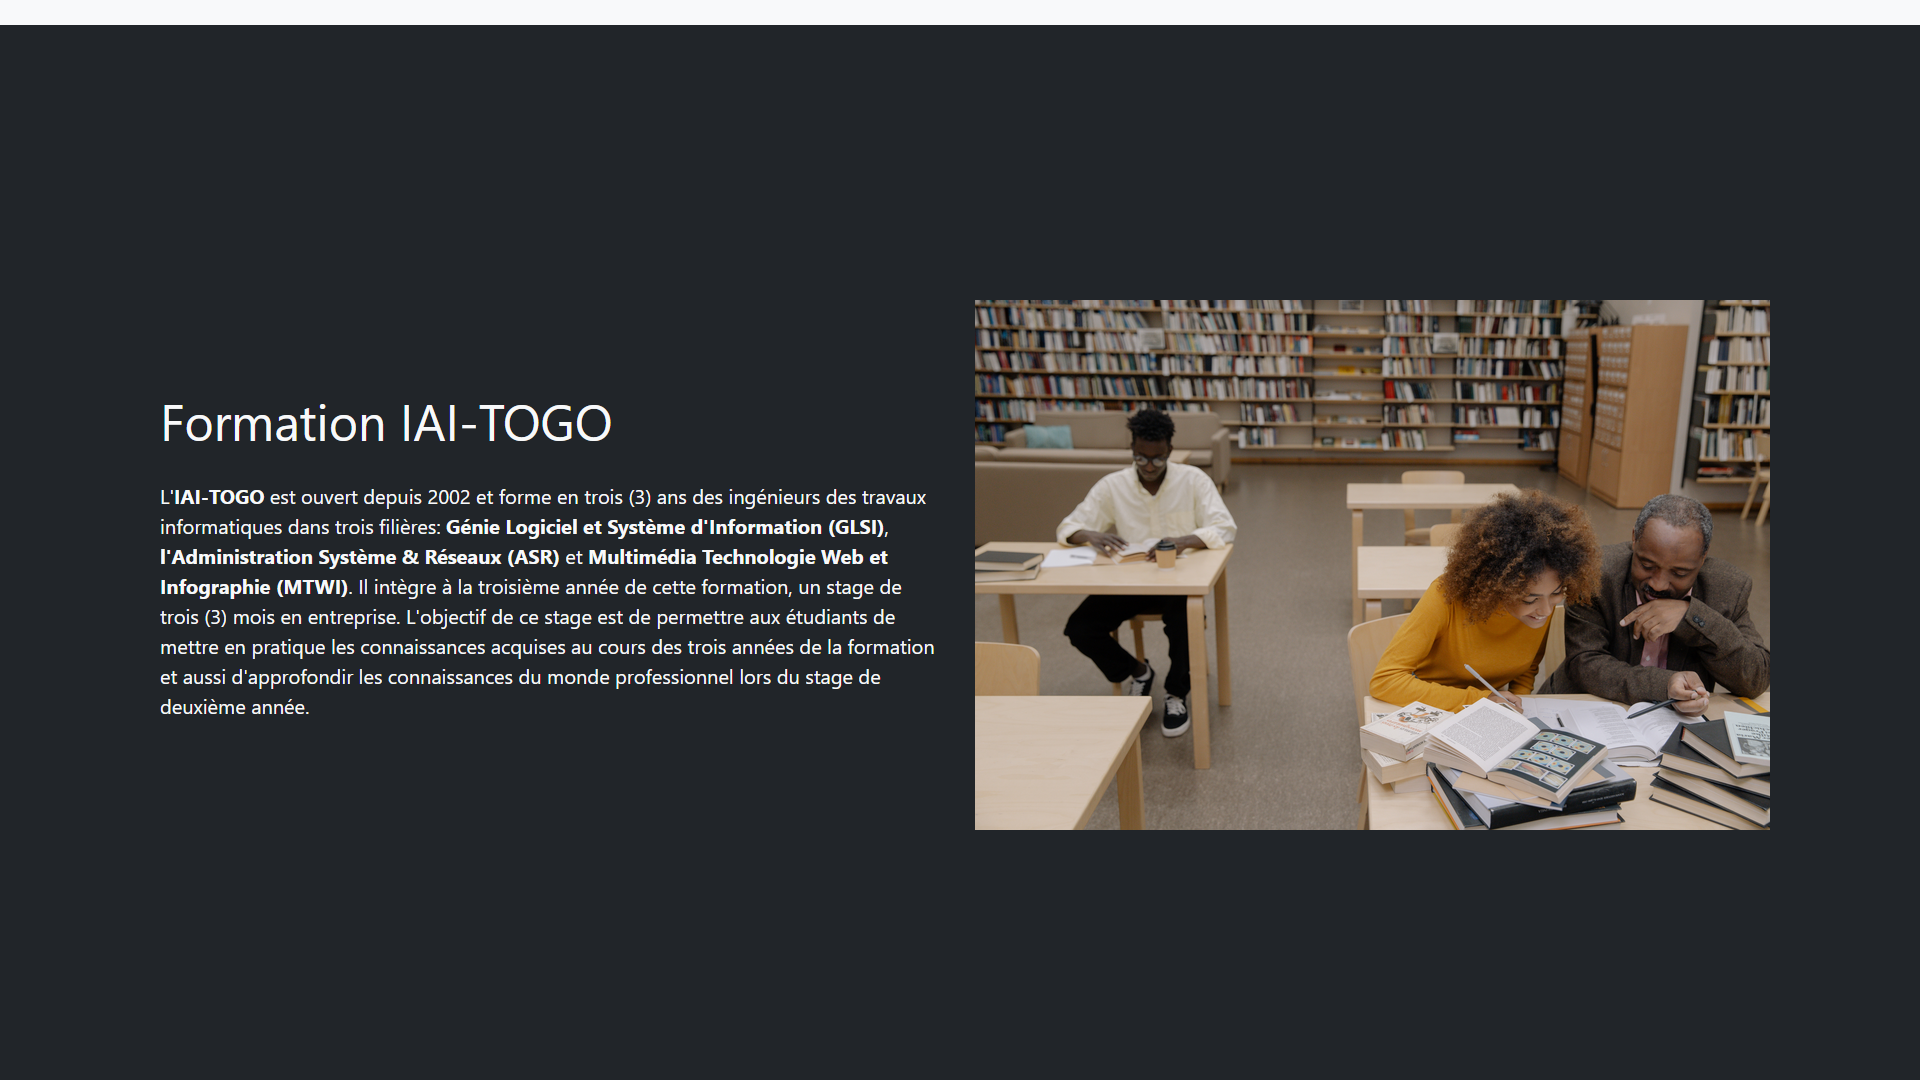 Formation IAI-TOGO
L'IAI-TOGO est ouvert depuis 2002 et forme en trois (3) ans des ingénieurs des travaux
informatiques dans trois filières: Génie Logiciel et Système d'Information (GLSI),
l'Administration Système & Réseaux (ASR) et Multimédia Technologie Web et
Infographie (MTWI). Il intègre à la troisième année de cette formation, un stage de
trois (3) mois en entreprise. L'objectif de ce stage est de permettre aux étudiants de
mettre en pratique les connaissances acquises au cours des trois années de la formation
et aussi d'approfondir les connaissances du monde professionnel lors du stage de
deuxième année.